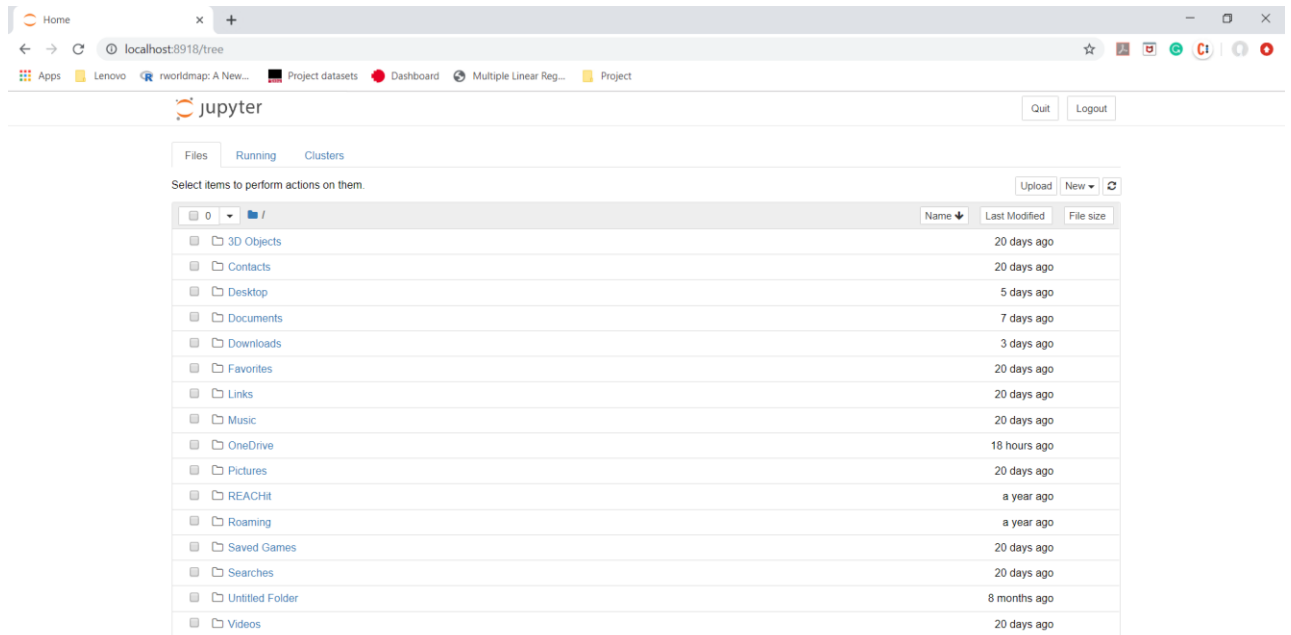 Home
localhost:8918/tree
Apps Lenovo rworldmap: A New... Project datasets Dashboard Multiple Linear Reg... Project
jupyter Quit Logout
Files Running Clusters
Select items to perform actions on them. Upload New
0 / Name Last Modified File size
3D Objects 20 days ago
Contacts 20 days ago
Desktop 5 days ago
Documents 7 days ago
Downloads 3 days ago
Favorites 20 days ago
Links 20 days ago
Music 20 days ago
OneDrive 18 hours ago
Pictures 20 days ago
REACHit a year ago
Roaming a year ago
Saved Games 20 days ago
Searches 20 days ago
Untitled Folder 8 months ago
Videos 20 days ago